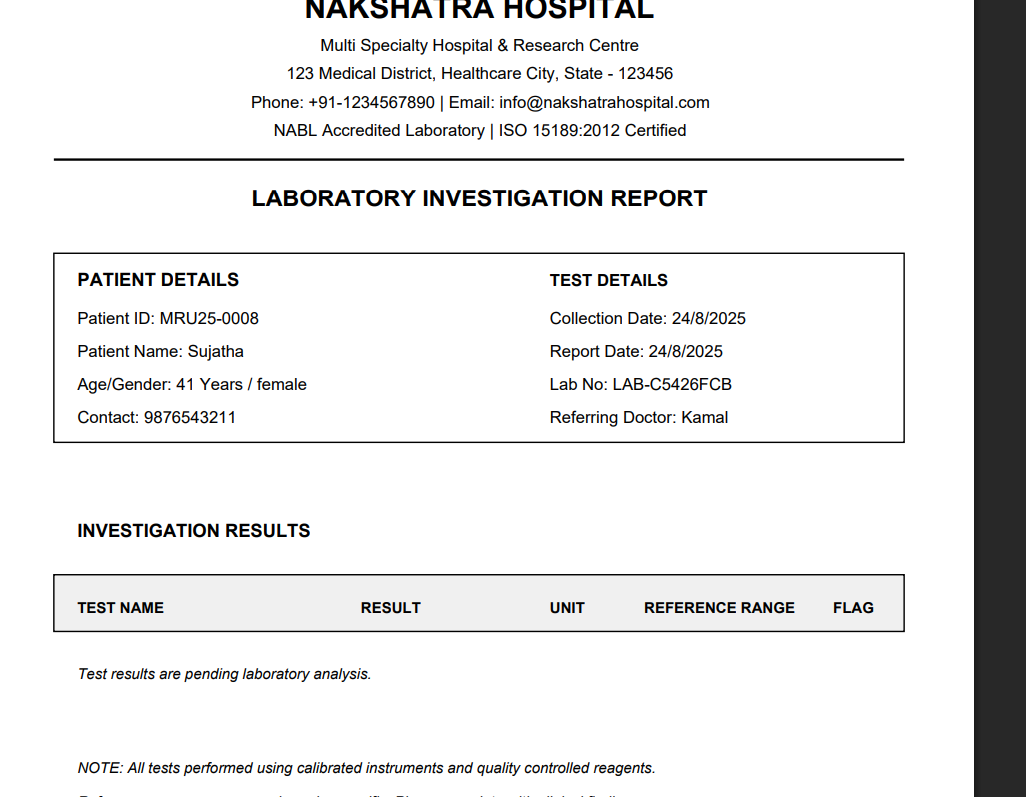 NAKSHATRA HOSPITAL
Multi Specialty Hospital & Research Centre
123 Medical District, Healthcare City, State - 123456
Phone: +91-1234567890 | Email: info@nakshatrahospital.com
NABL Accredited Laboratory | ISO 15189:2012 Certified
LABORATORY INVESTIGATION REPORT
PATIENT DETAILS
Patient ID: MRU25-0008
Patient Name: Sujatha
Age/Gender: 41 Years / female
Contact: 9876543211
TEST DETAILS
Collection Date: 24/8/2025
Report Date: 24/8/2025
Lab No: LAB-C5426FCB
Referring Doctor: Kamal
INVESTIGATION RESULTS
TEST NAME RESULT UNIT REFERENCE RANGE FLAG
Test results are pending laboratory analysis.
NOTE: All tests performed using calibrated instruments and quality controlled reagents.